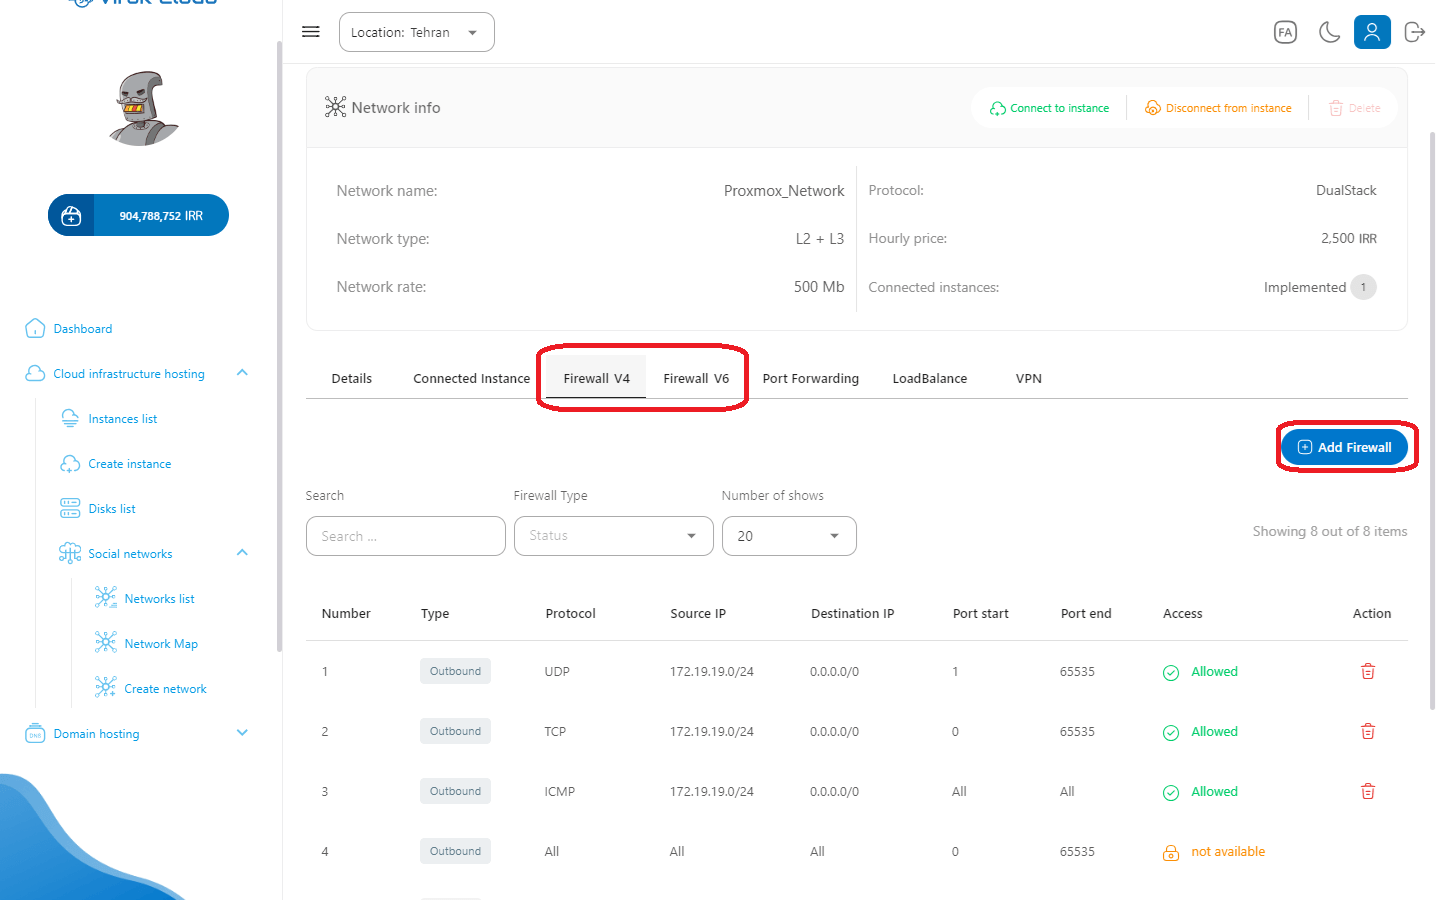 Virak Cloud
Location: Tehran
FA
Network info
Connect to instance
Disconnect from instance
Delete
904,788,752 IRR
Network name: Proxmox_Network
Protocol: DualStack
Network type: L2 + L3
Hourly price: 2,500 IRR
Network rate: 500 Mb
Connected instances: Implemented 1
Dashboard
Cloud infrastructure hosting
Instances list
Create instance
Disks list
Social networks
Networks list
Network Map
Create network
DNS Domain hosting
Details Connected Instance Firewall V4 Firewall V6 Port Forwarding LoadBalance VPN
Add Firewall
Search Firewall Type Number of shows
Search ... Status 20
Showing 8 out of 8 items
Number Type Protocol Source IP Destination IP Port start Port end Access Action
1 Outbound UDP 172.19.19.0/24 0.0.0.0/0 1 65535 Allowed
2 Outbound TCP 172.19.19.0/24 0.0.0.0/0 0 65535 Allowed
3 Outbound ICMP 172.19.19.0/24 0.0.0.0/0 All All Allowed
4 Outbound All All All 0 65535 not available